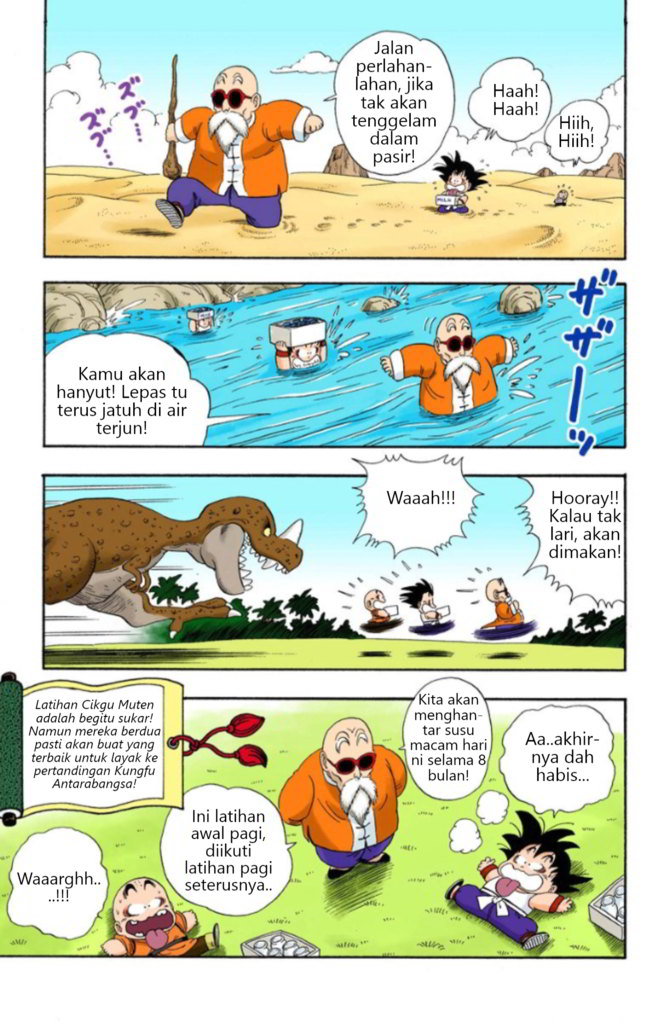 Jalan
perlahan-
lahan, jika
tak akan
tenggelam
dalam
pasir!
Haah!
Haah!
Hiih,
Hiih!
ズブ…
ズブ…
MILK
Kamu akan
hanyut! Lepas tu
terus jatuh di air
terjun!
ザザーッ
Waaah!!!
Hooray!!
Kalau tak
lari, akan
dimakan!
Latihan Cikgu Muten
adalah begitu sukar!
Namun mereka berdua
pasti akan buat yang
terbaik untuk layak ke
pertandingan Kungfu
Antarabangsa!
Kita akan
menghan-
tar susu
macam hari
ni selama 8
bulan!
Aa..akhir-
nya dah
habis...
Ini latihan
awal pagi,
diikuti
latihan pagi
seterusnya..
Waaarghh..
..!!!